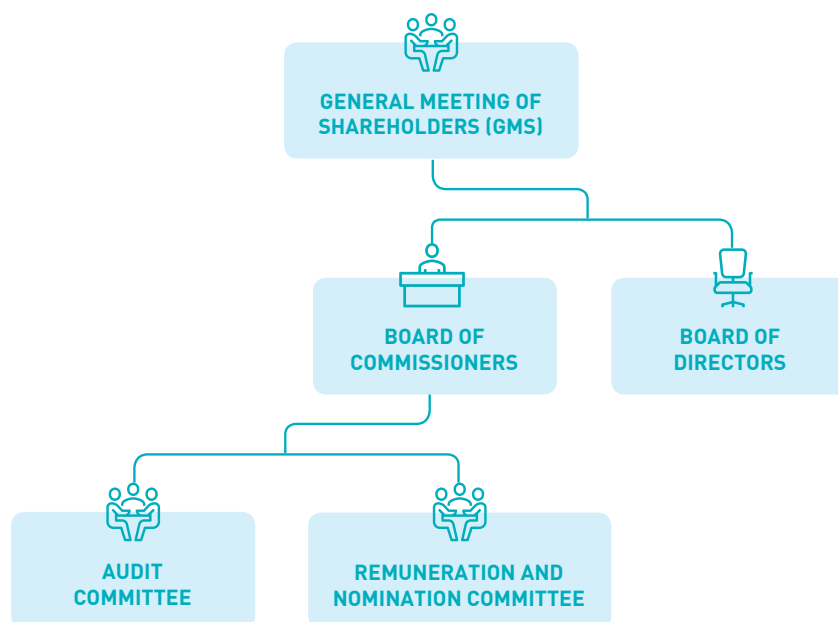 GENERAL MEETING OF
SHAREHOLDERS (GMS)
BOARD OF
COMMISSIONERS
BOARD OF
DIRECTORS
AUDIT
COMMITTEE
REMUNERATION AND
NOMINATION COMMITTEE